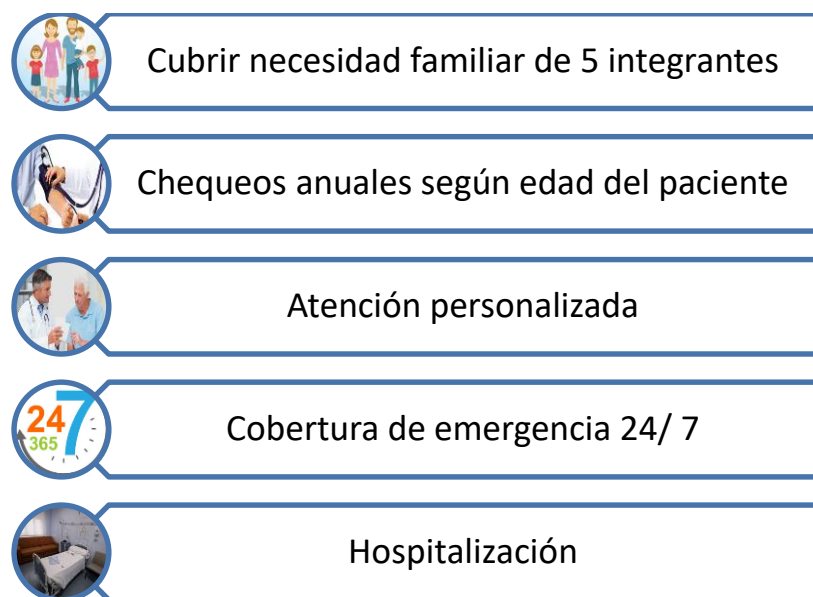 Cubrir necesidad familiar de 5 integrantes
Chequeos anuales según edad del paciente
Atención personalizada
24 7
365
Cobertura de emergencia 24/ 7
Hospitalización